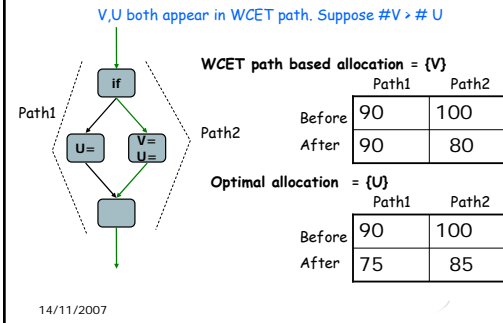 V,U both appear in WCET path. Suppose #V > # U
WCET path based allocation = {V}
Path1 Path2
Before 90 100
After 90 80
if
Path1
Path2
U=
V=
U=
Optimal allocation = {U}
Path1 Path2
Before 90 100
After 75 85
14/11/2007